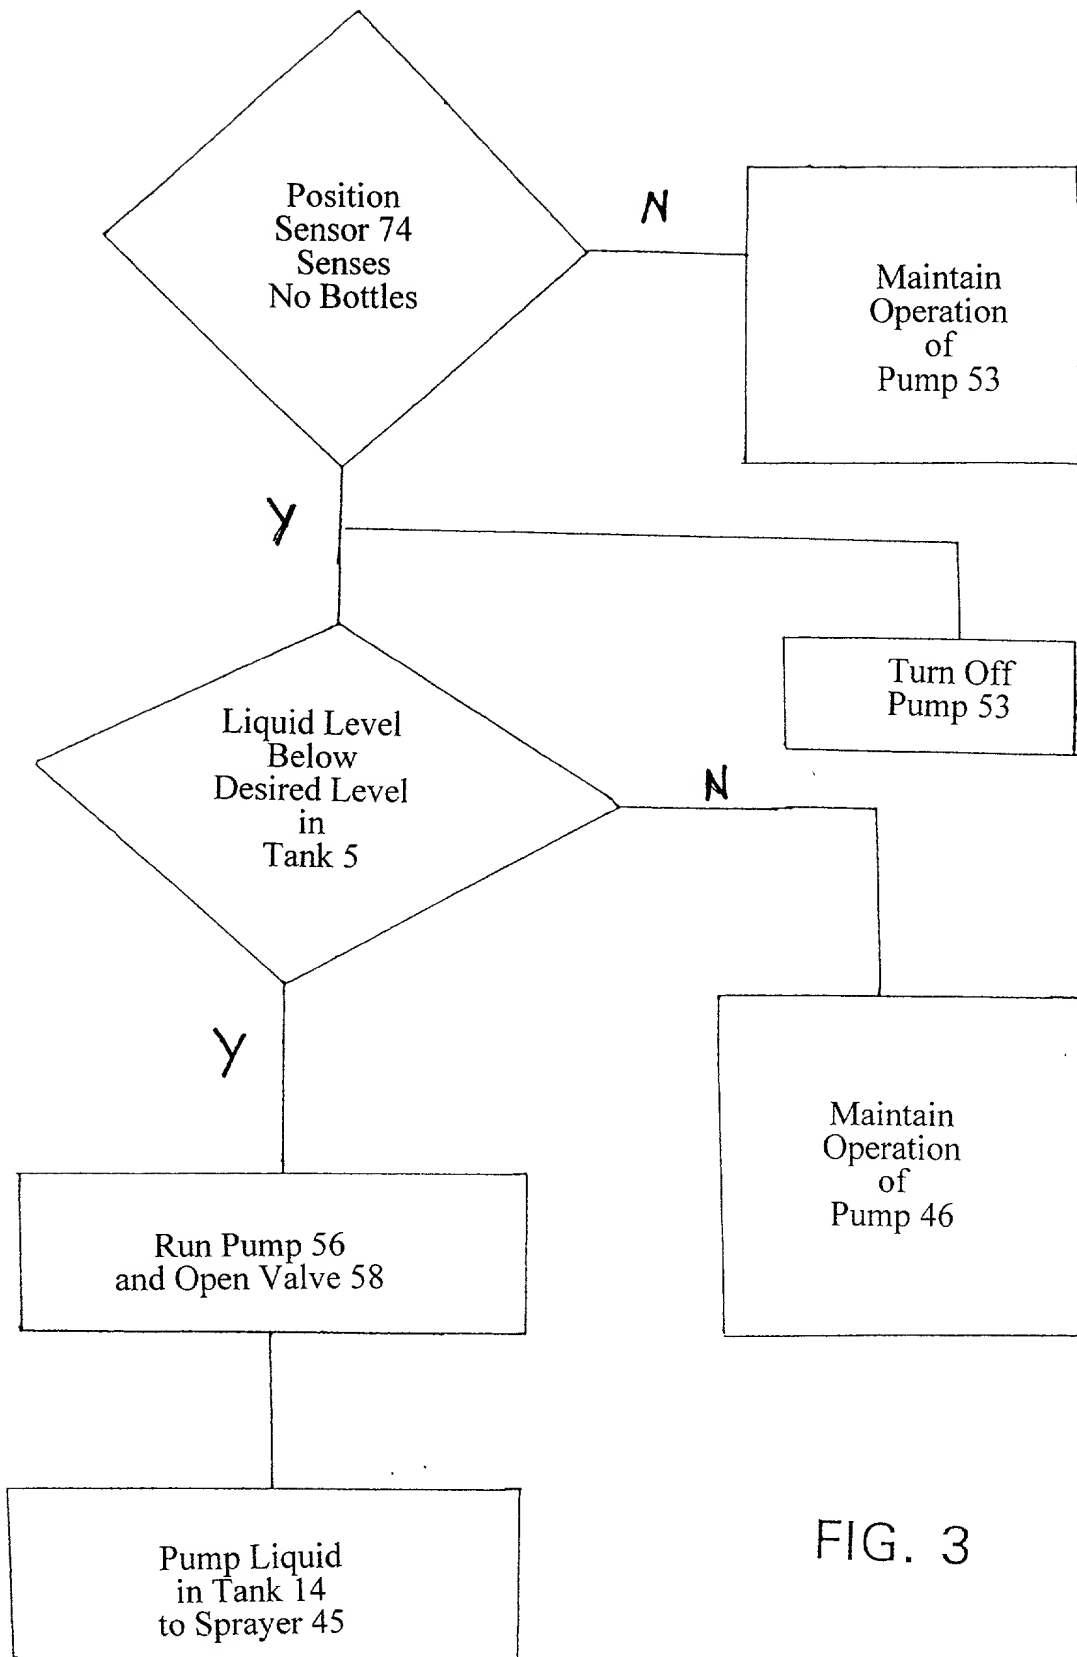 Position
Sensor 74
Senses
No Bottles
N
Maintain
Operation
of
Pump 53
Y
Turn Off
Pump 53
Liquid Level
Below
Desired Level
in
Tank 5
N
Y
Maintain
Operation
of
Pump 46
Run Pump 56
and Open Valve 58
Pump Liquid
in Tank 14
to Sprayer 45
FIG. 3